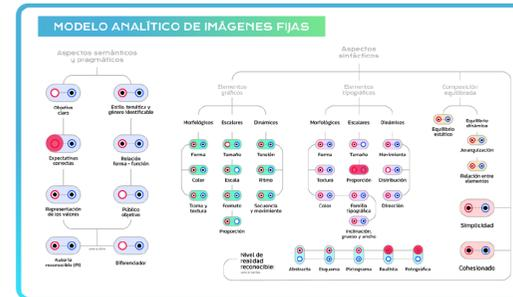 MODELO ANALÍTICO DE IMÁGENES FIJAS
Aspectos semánticos
y pragmáticos
Objetivo
claro
Estilo, temática y
género identificable
Expectativas
correctas
Relación
forma - función
Representación
de los valores
Público
objetivo
Autoría
reconocible (PI)
Diferenciador
Aspectos
sintácticos
Elementos
gráficos
Morfológicos
Escalares
Dinámicos
Forma
Tamaño
Tensión
Color
Escala
Ritmo
Trama y
textura
Formato
Secuencia
y movimiento
Proporción
Elementos
tipográficos
Morfológicos
Escalares
Dinámicos
Forma
Tamaño
Movimiento
Textura
Proporción
Distribución
Color
Familia
tipográfica
Dirección
Inclinación,
grueso y ancho
Composición
equilibrada
Equilibrio
estático
Equilibrio
dinámico
Jerarquización
Relación entre
elementos
Simplicidad
Cohesionado
Nivel de
realidad
reconocible:
Abstracto
Esquema
Pictograma
Realista
Fotográfica